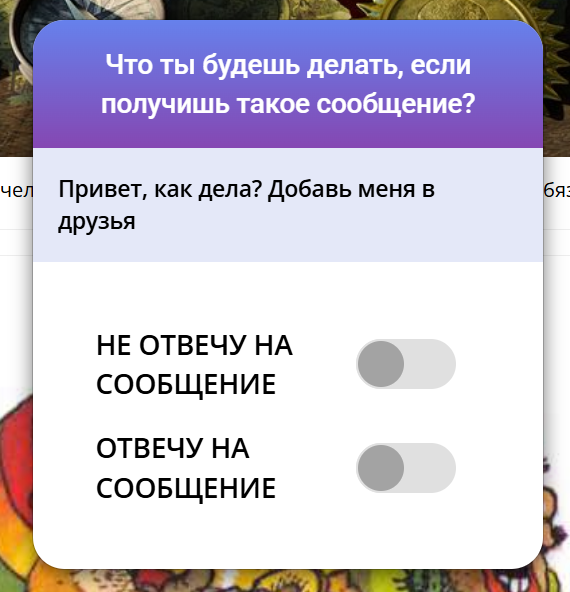 Что ты будешь делать, если
получишь такое сообщение?
Привет, как дела? Добавь меня в
друзья
НЕ ОТВЕЧУ НА
СООБЩЕНИЕ
ОТВЕЧУ НА
СООБЩЕНИЕ